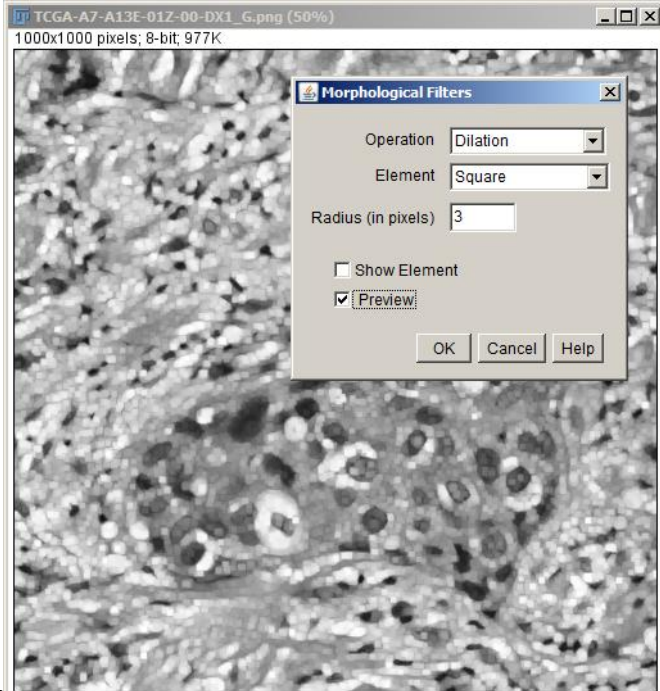 TCGA-A7-A13E-01Z-00-DX1_G.png (50%)
1000x1000 pixels; 8-bit; 977K
Morphological Filters
Operation Dilation
Element Square
Radius (in pixels) 3
Show Element
Preview
OK Cancel Help